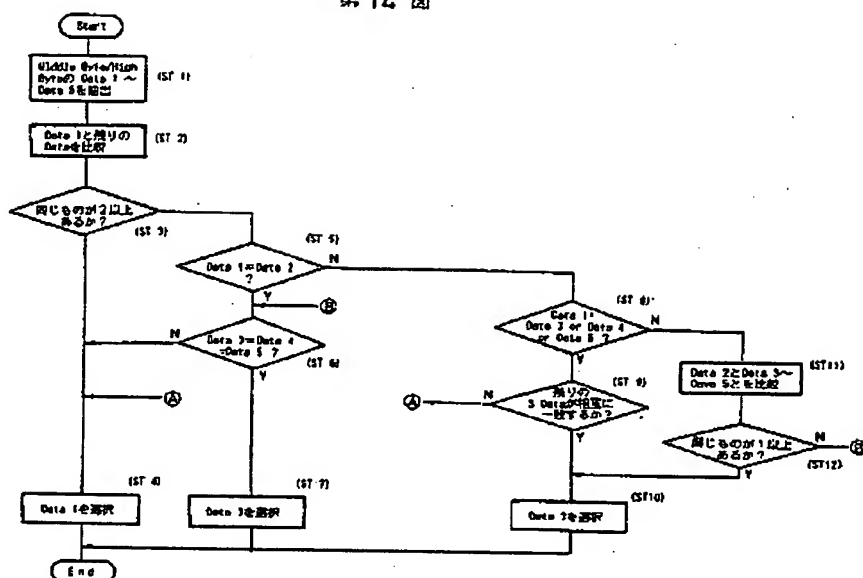 第 14 図
Start
Middle Byte/High
Byteの Data 1 ～
Data 5を抽出
(ST 1)
Data 1と残りの
Dataを比較
(ST 2)
同じものが2以上
あるか?
(ST 3)
Data 1=Data 2
?
(ST 5)
N
Y
Ⓑ
Data 3=Data 4
=Data 5 ?
(ST 6)
N
Y
Ⓐ
Data 1=
Data 3 or Data 4
or Data 5 ?
(ST 8)
N
Y
残りの
3 Dataが相互に
一致するか?
(ST 9)
N
Y
Ⓐ
Data 2とData 3～
Data 5とを比較
(ST11)
同じものが1以上
あるか?
(ST12)
N
Y
Ⓑ
Data 1を選択
(ST 4)
Data 3を選択
(ST 7)
Data 2を選択
(ST10)
End